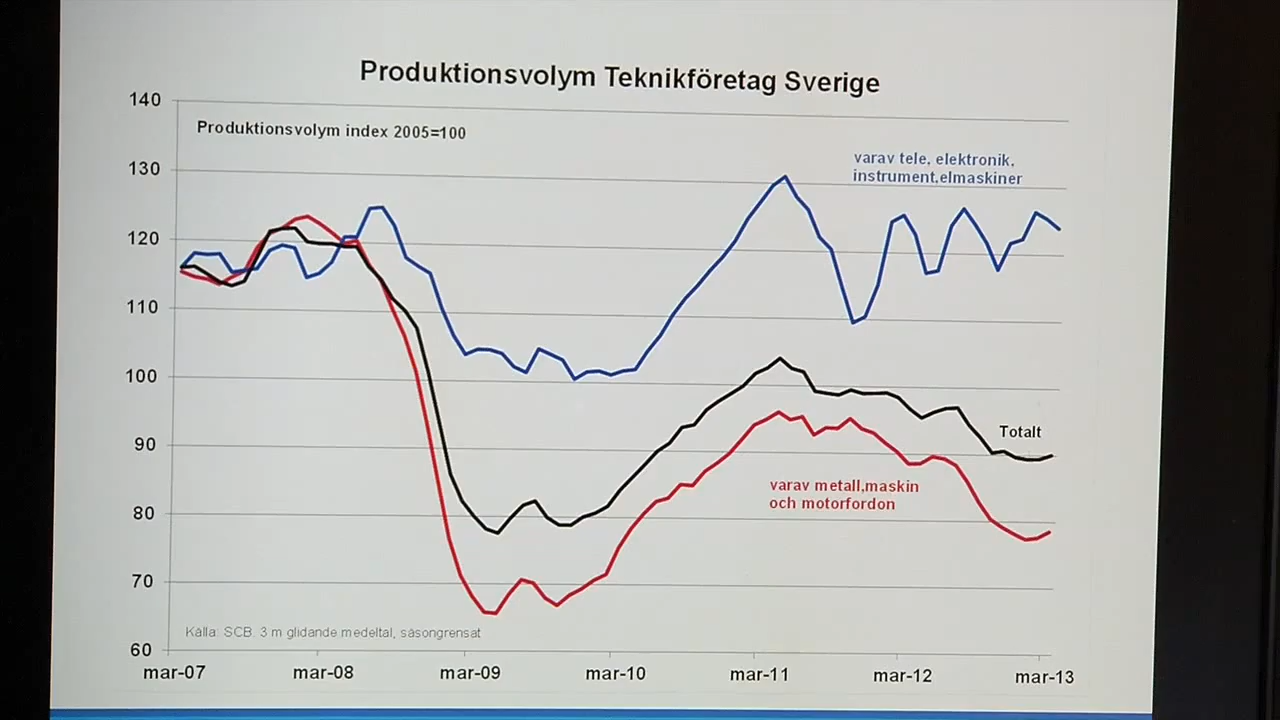 Produktionsvolym Teknikföretag Sverige
140
Produktionsvolym index 2005=100
varav tele, elektronik,
instrument,elmaskiner
130
120
110
100
Totalt
90
varav metall,maskin
och motorfordon
80
70
Källa: SCB. 3 m glidande medeltal, säsongrensat
60
mar-07 mar-08 mar-09 mar-10 mar-11 mar-12 mar-13